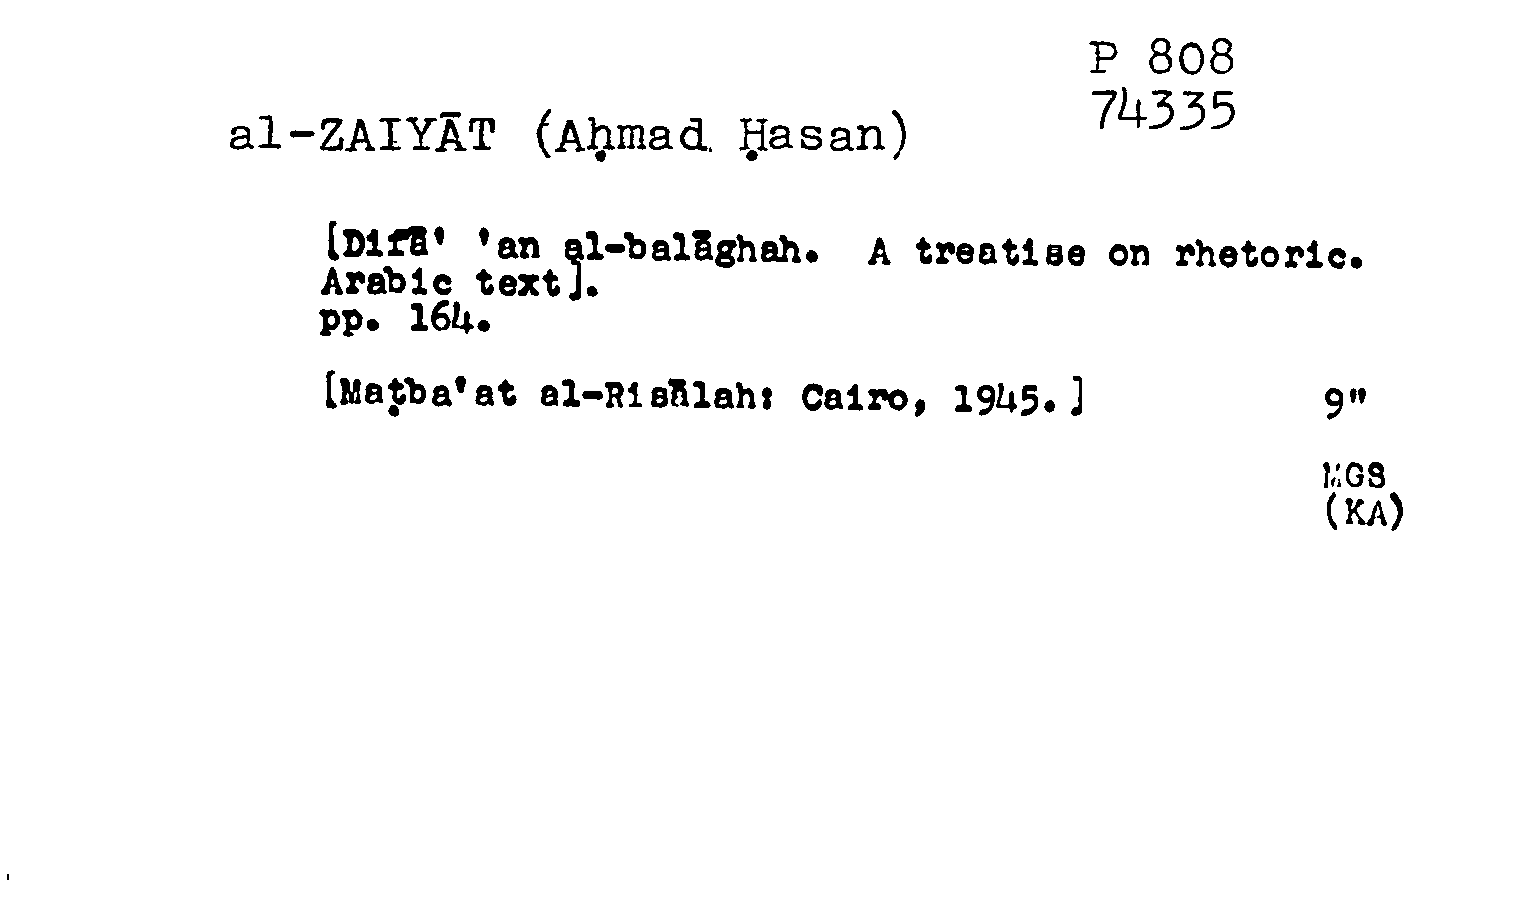 P 808
74335
al-ZAIYĀT (Aḥmad Ḥasan)
[Difā' 'an al-balāghah. A treatise on rhetoric.
Arabic text].
pp. 164.
[Maṭba'at al-Risālah: Cairo, 1945.] 9"
MGS
(KA)